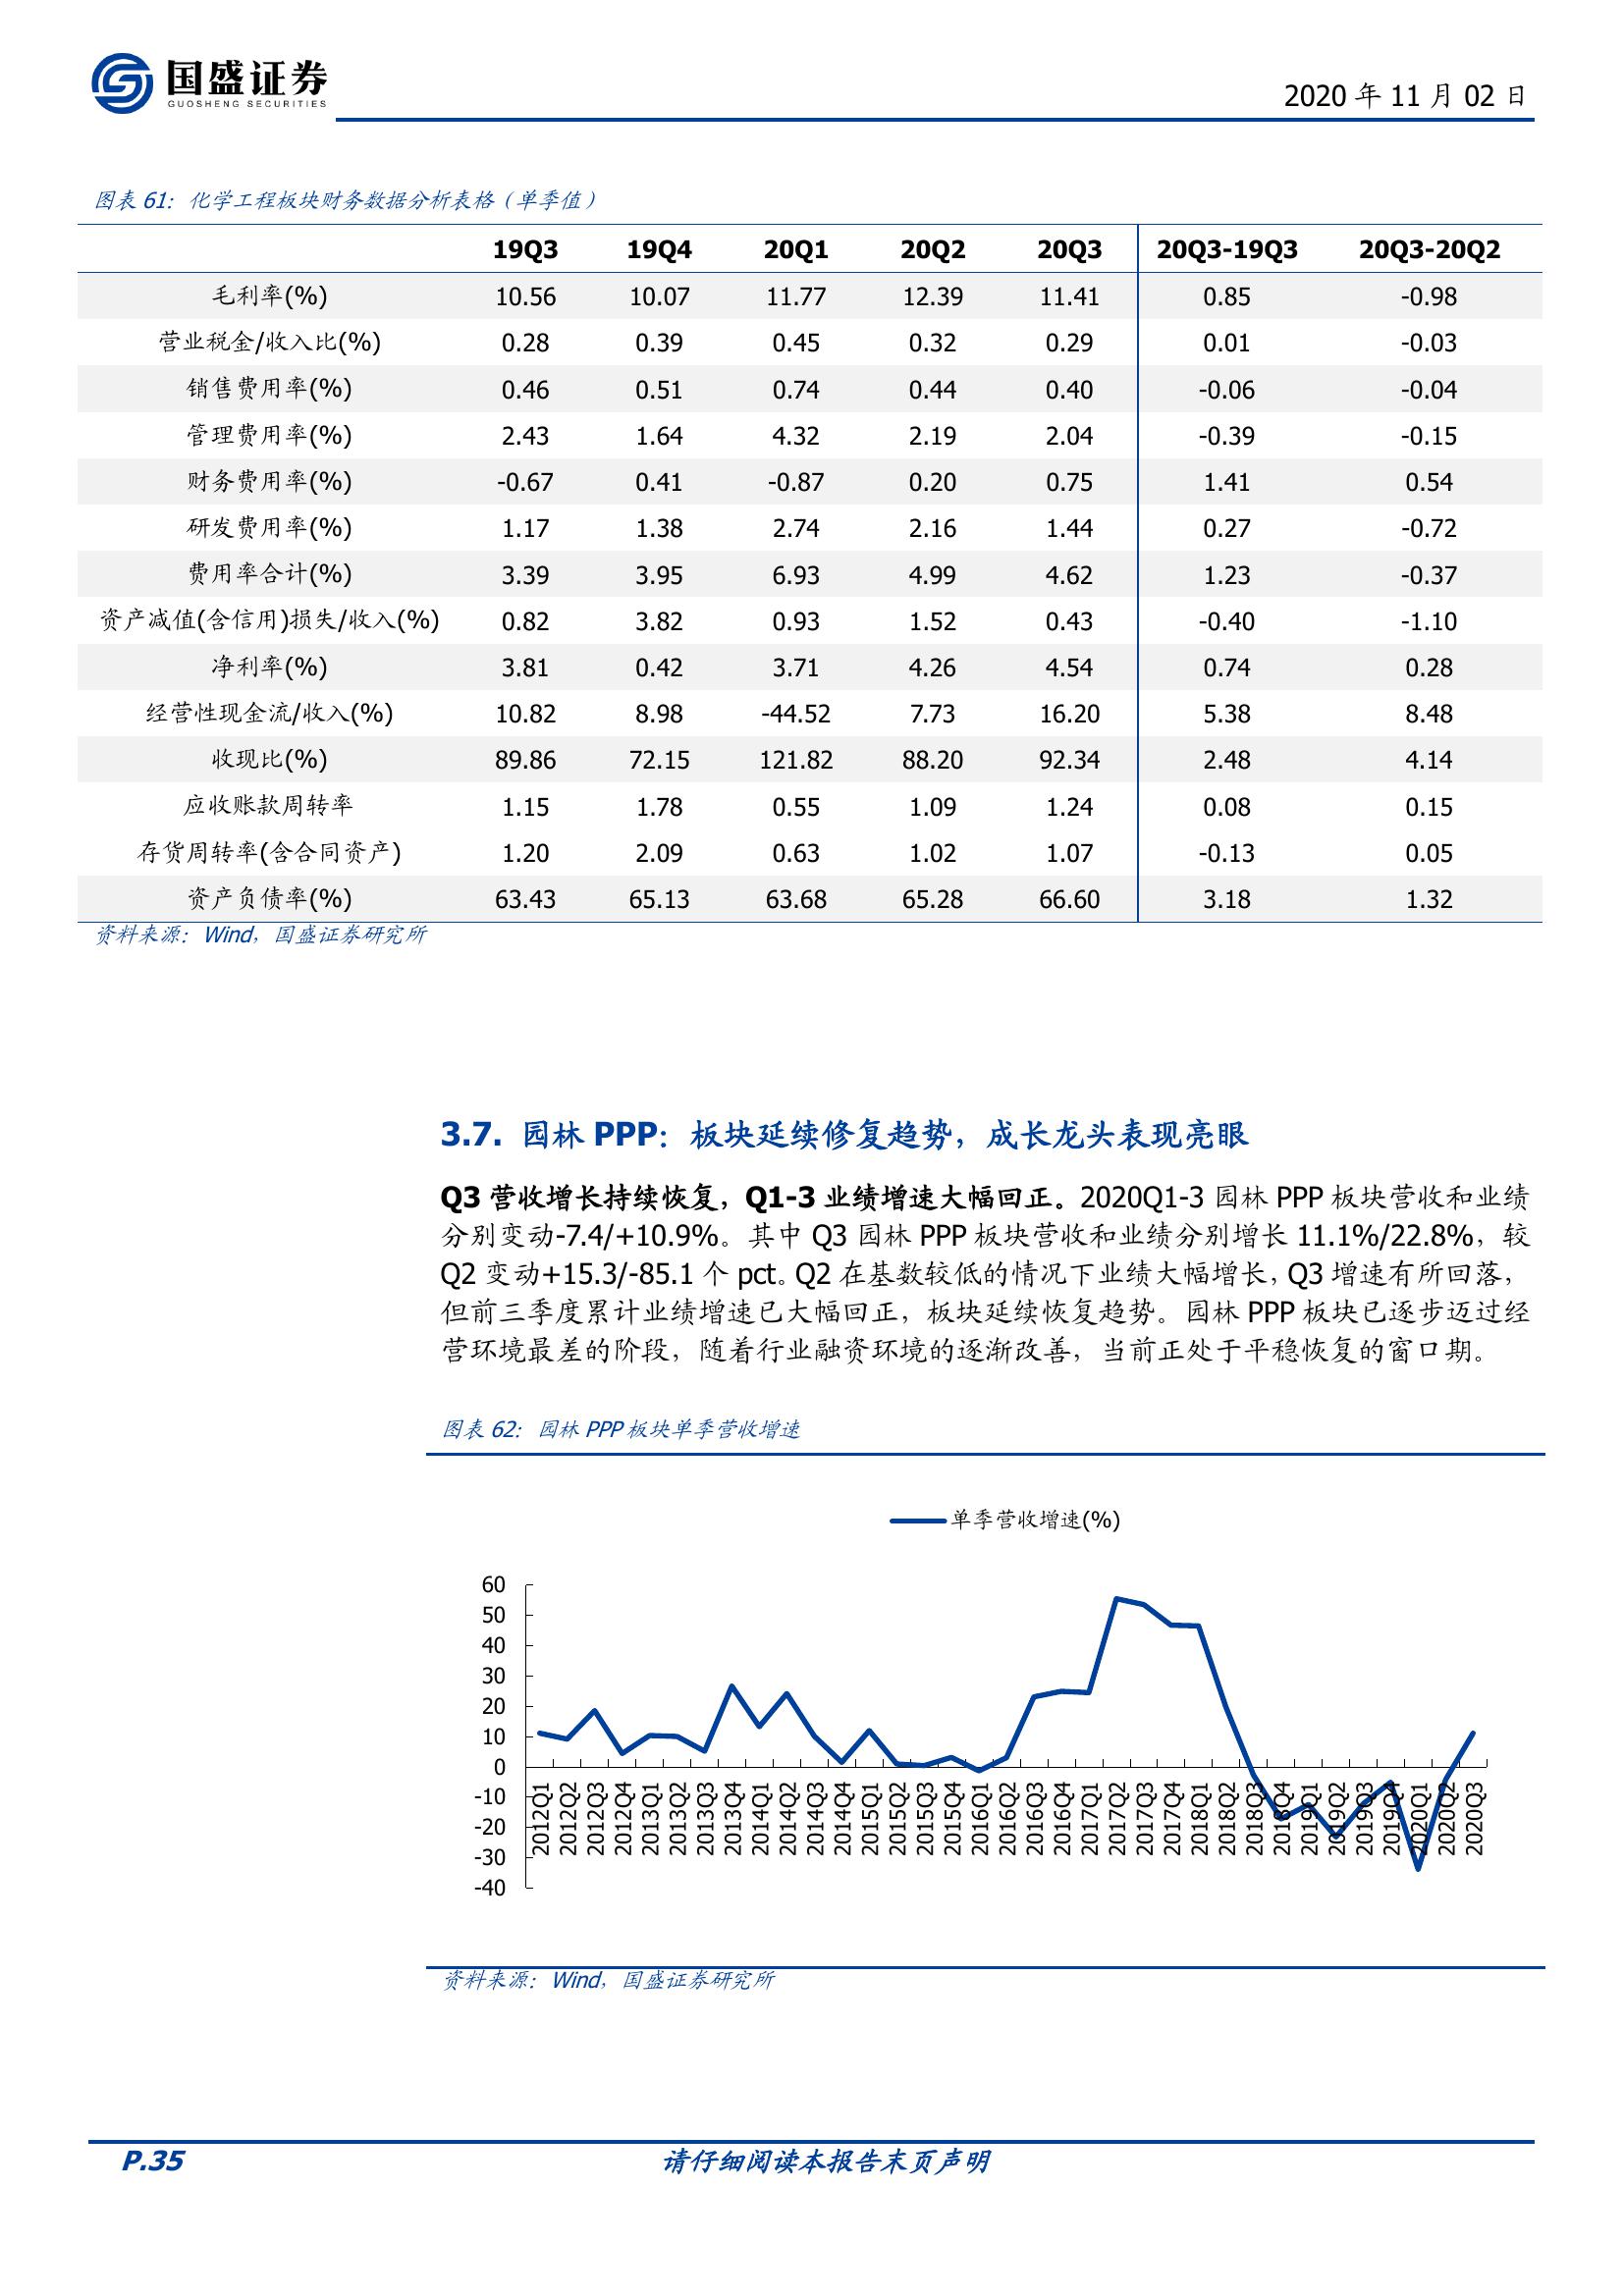 国盛证券
GUOSHENG SECURITIES
2020 年 11 月 02 日
图表 61：化学工程板块财务数据分析表格（单季值）
19Q3 19Q4 20Q1 20Q2 20Q3 20Q3-19Q3 20Q3-20Q2
毛利率(%) 10.56 10.07 11.77 12.39 11.41 0.85 -0.98
营业税金/收入比(%) 0.28 0.39 0.45 0.32 0.29 0.01 -0.03
销售费用率(%) 0.46 0.51 0.74 0.44 0.40 -0.06 -0.04
管理费用率(%) 2.43 1.64 4.32 2.19 2.04 -0.39 -0.15
财务费用率(%) -0.67 0.41 -0.87 0.20 0.75 1.41 0.54
研发费用率(%) 1.17 1.38 2.74 2.16 1.44 0.27 -0.72
费用率合计(%) 3.39 3.95 6.93 4.99 4.62 1.23 -0.37
资产减值(含信用)损失/收入(%) 0.82 3.82 0.93 1.52 0.43 -0.40 -1.10
净利率(%) 3.81 0.42 3.71 4.26 4.54 0.74 0.28
经营性现金流/收入(%) 10.82 8.98 -44.52 7.73 16.20 5.38 8.48
收现比(%) 89.86 72.15 121.82 88.20 92.34 2.48 4.14
应收账款周转率 1.15 1.78 0.55 1.09 1.24 0.08 0.15
存货周转率(含合同资产) 1.20 2.09 0.63 1.02 1.07 -0.13 0.05
资产负债率(%) 63.43 65.13 63.68 65.28 66.60 3.18 1.32
资料来源：Wind，国盛证券研究所
3.7. 园林 PPP：板块延续修复趋势，成长龙头表现亮眼
Q3 营收增长持续恢复，Q1-3 业绩增速大幅回正。2020Q1-3 园林 PPP 板块营收和业绩
分别变动-7.4/+10.9%。其中 Q3 园林 PPP 板块营收和业绩分别增长 11.1%/22.8%，较
Q2 变动+15.3/-85.1 个 pct。Q2 在基数较低的情况下业绩大幅增长，Q3 增速有所回落，
但前三季度累计业绩增速已大幅回正，板块延续恢复趋势。园林 PPP 板块已逐步迈过经
营环境最差的阶段，随着行业融资环境的逐渐改善，当前正处于平稳恢复的窗口期。
图表 62：园林 PPP 板块单季营收增速
单季营收增速(%)
60
50
40
30
20
10
0
-10
-20
-30
-40
2012Q1 2012Q2 2012Q3 2012Q4 2013Q1 2013Q2 2013Q3 2013Q4 2014Q1 2014Q2 2014Q3 2014Q4 2015Q1 2015Q2 2015Q3 2015Q4 2016Q1 2016Q2 2016Q3 2016Q4 2017Q1 2017Q2 2017Q3 2017Q4 2018Q1 2018Q2 2018Q3 2018Q4 2019Q1 2019Q2 2019Q3 2019Q4 2020Q1 2020Q2 2020Q3
资料来源：Wind，国盛证券研究所
P.35 请仔细阅读本报告末页声明